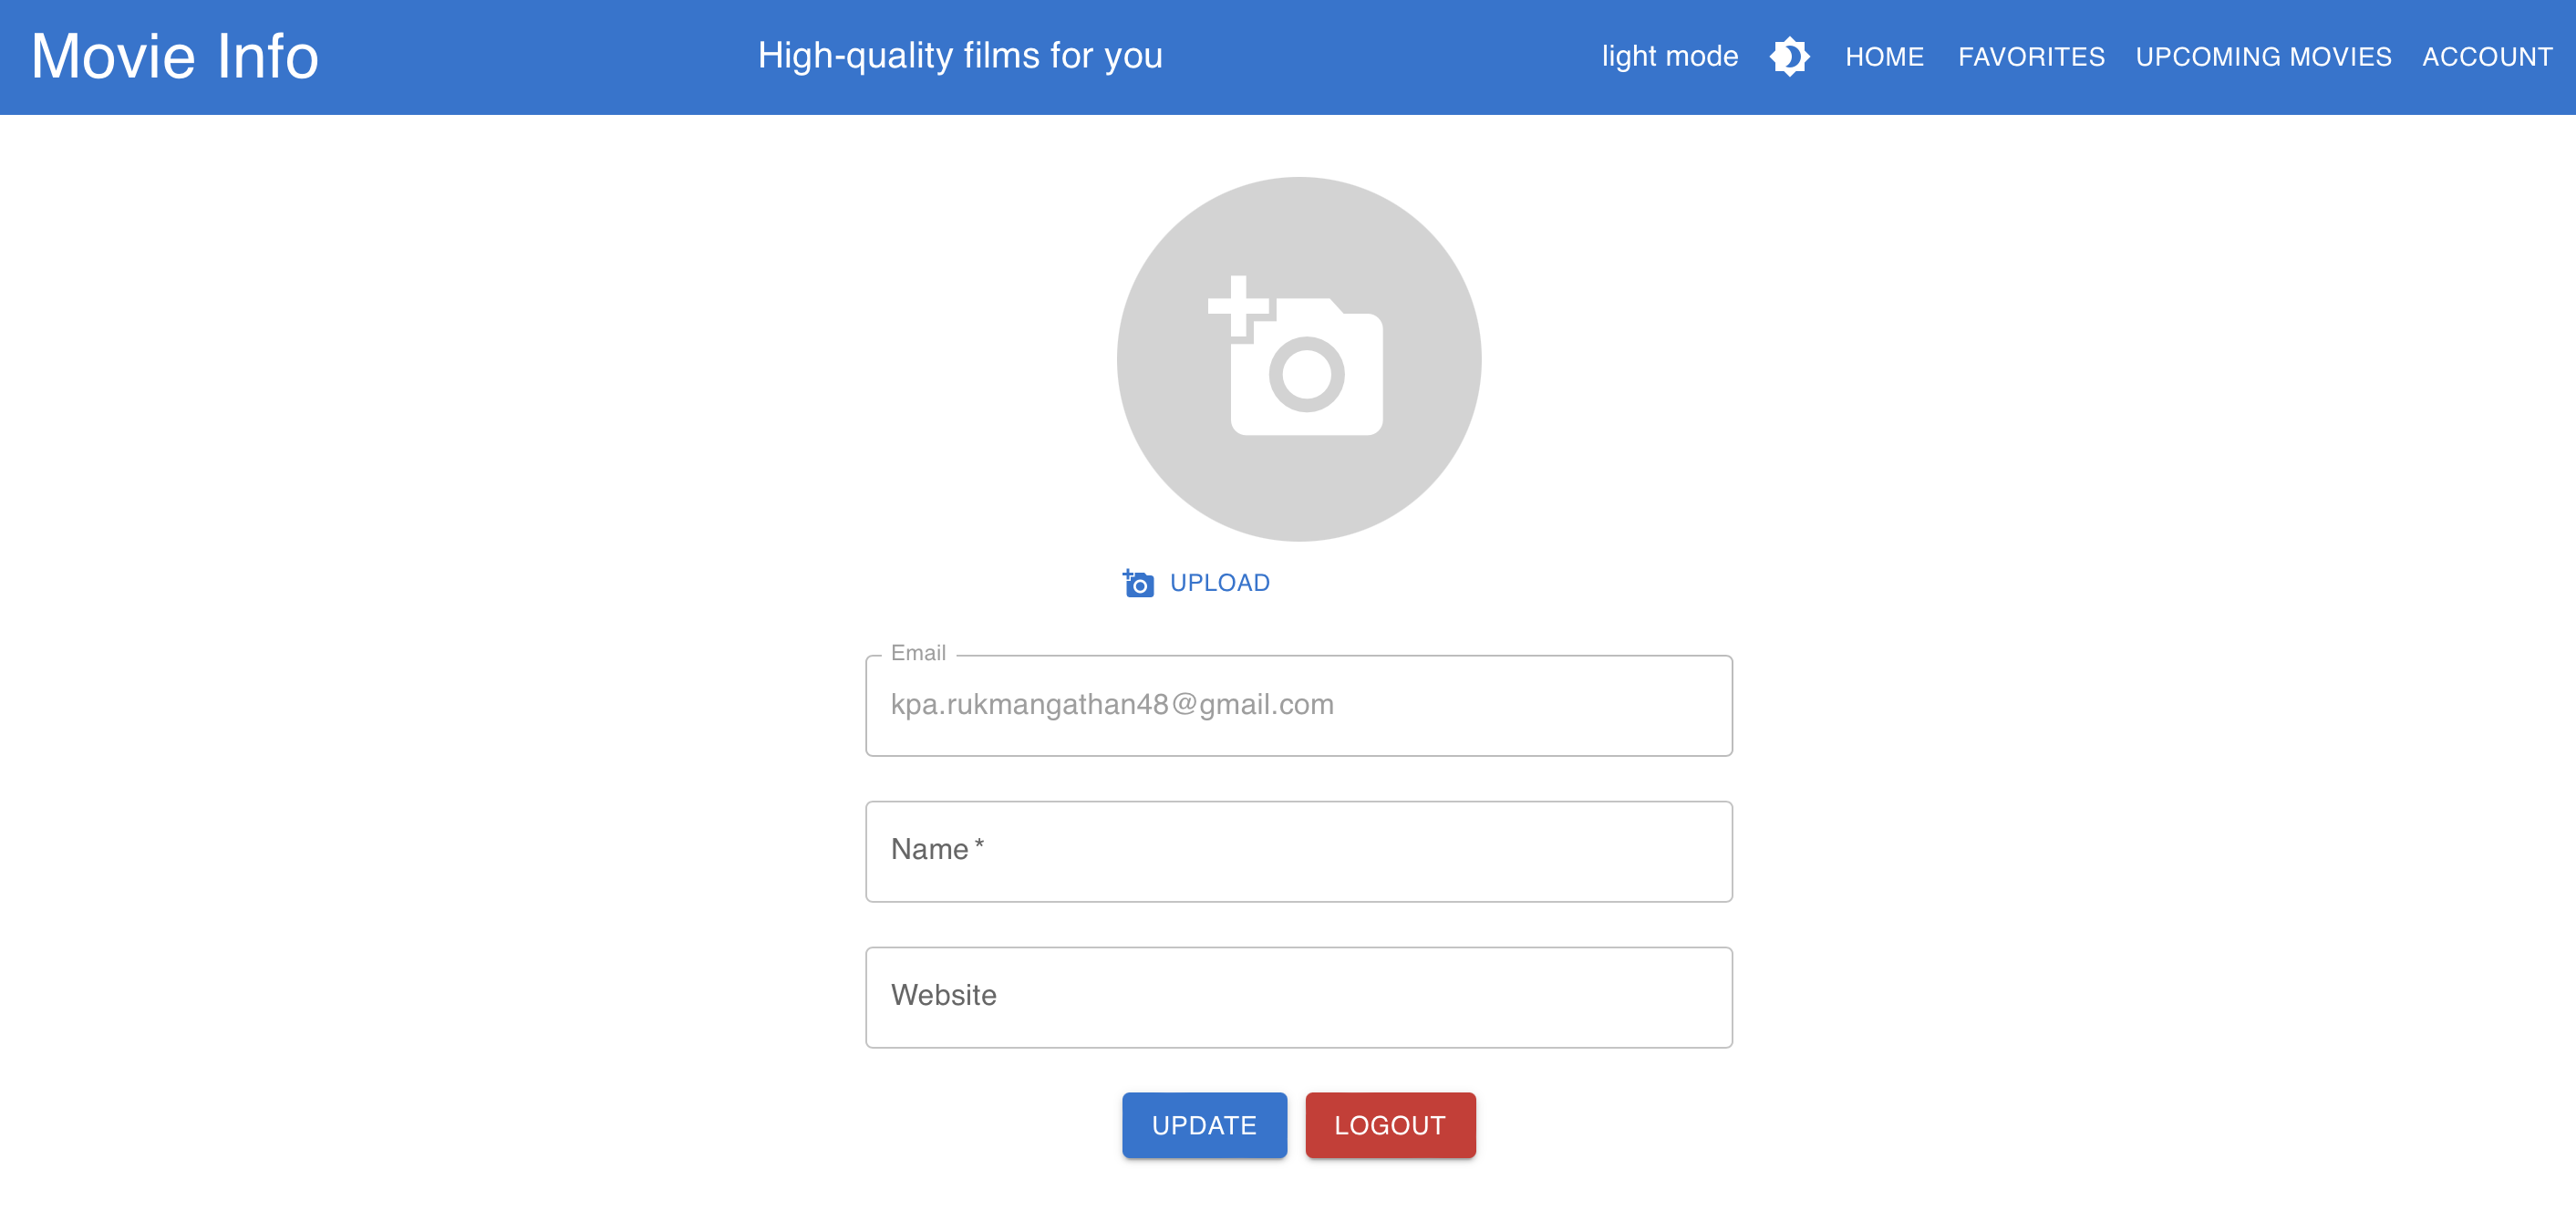 Movie Info
High-quality films for you
light mode HOME FAVORITES UPCOMING MOVIES ACCOUNT
UPLOAD
Email
kpa.rukmangathan48@gmail.com
Name *
Website
UPDATE LOGOUT